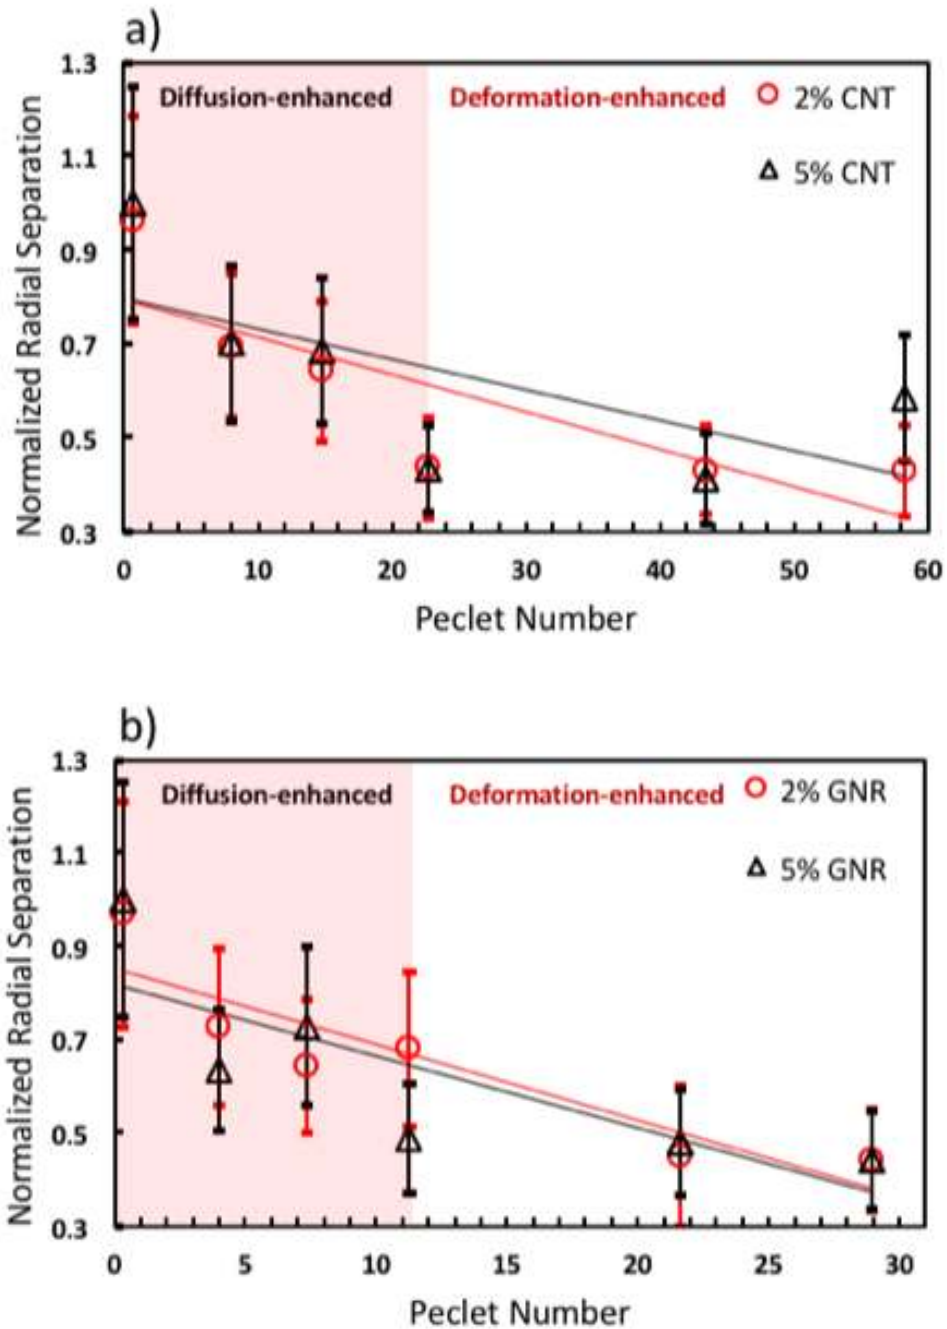 a)
1.3
Diffusion-enhanced Deformation-enhanced 2% CNT
1.1
5% CNT
0.9
0.7
0.5
0.3
Normalized Radial Separation
0 10 20 30 40 50 60
Peclet Number
b)
1.3
Diffusion-enhanced Deformation-enhanced 2% GNR
1.1
5% GNR
0.9
0.7
0.5
0.3
Normalized Radial Separation
0 5 10 15 20 25 30
Peclet Number